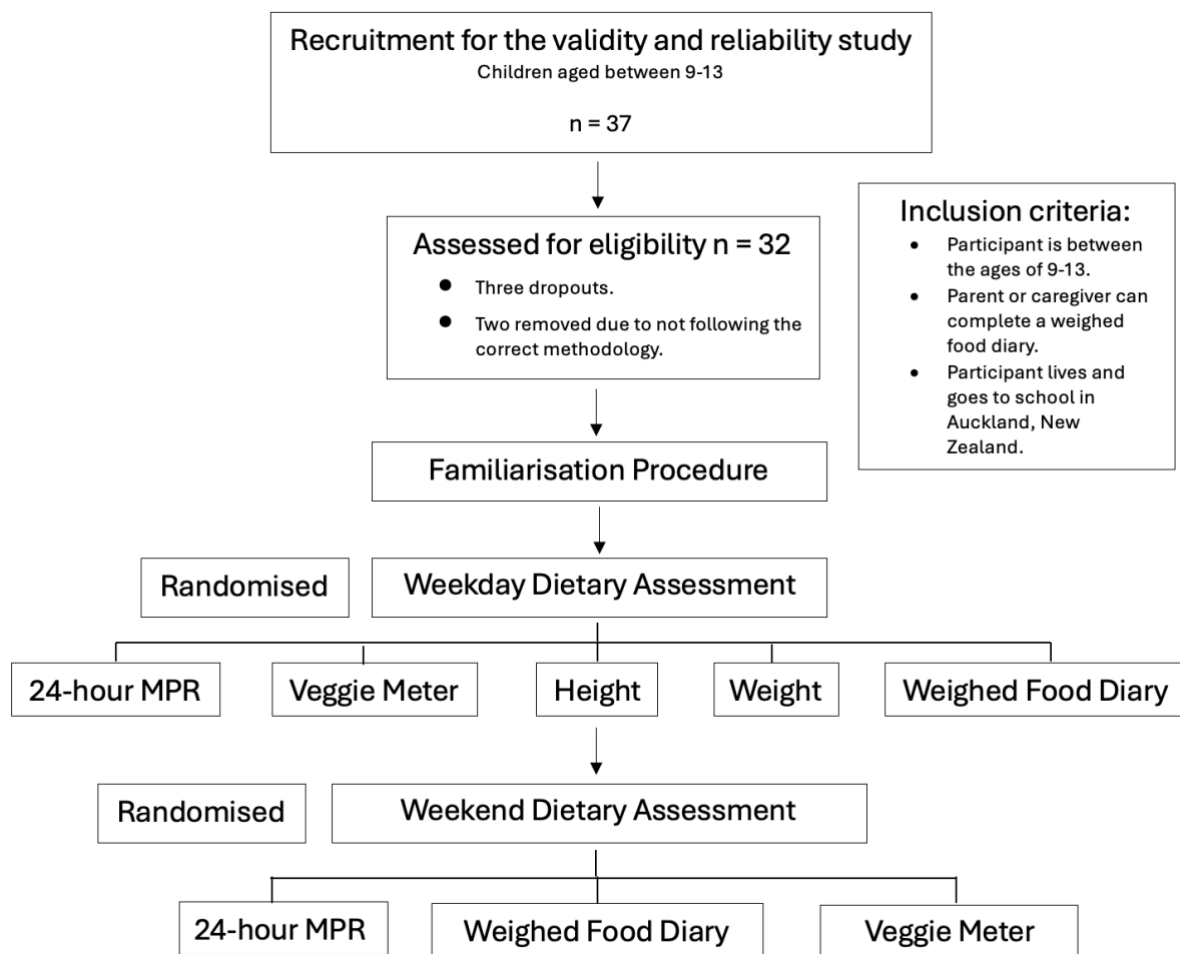 Recruitment for the validity and reliability study
Children aged between 9-13
n = 37
Assessed for eligibility n = 32
● Three dropouts.
● Two removed due to not following the
correct methodology.
Inclusion criteria:
• Participant is between
the ages of 9-13.
• Parent or caregiver can
complete a weighed
food diary.
• Participant lives and
goes to school in
Auckland, New
Zealand.
Familiarisation Procedure
Randomised
Weekday Dietary Assessment
24-hour MPR
Veggie Meter
Height
Weight
Weighed Food Diary
Randomised
Weekend Dietary Assessment
24-hour MPR
Weighed Food Diary
Veggie Meter